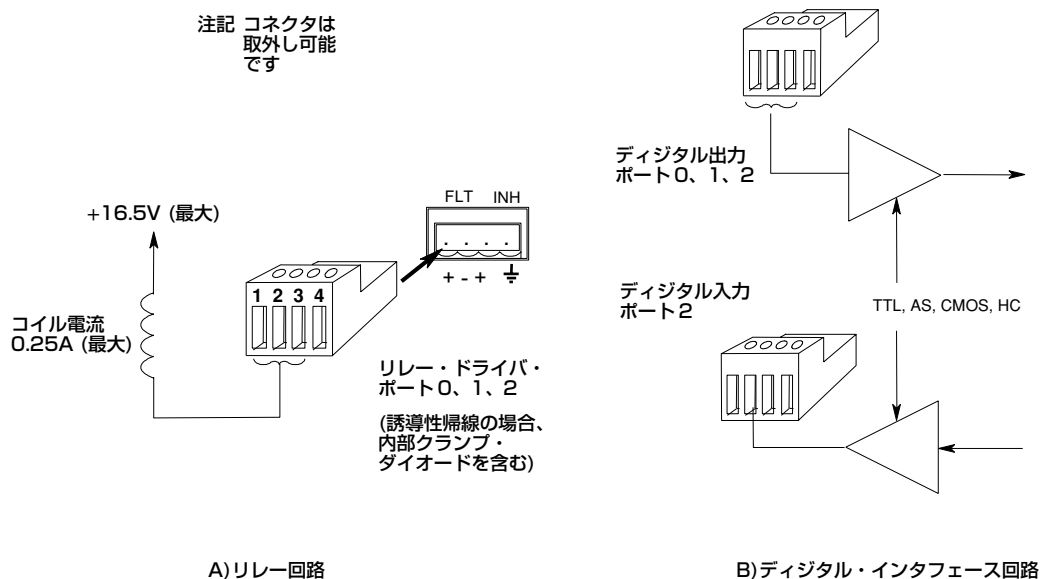 注記 コネクタは
取外し可能
です
+16.5V (最大)
コイル電流
0.25A (最大)
1 2 3 4
FLT INH
+ - +
リレー・ドライバ・
ポート0、1、2
(誘導性帰線の場合、
内部クランプ・
ダイオードを含む)
A)リレー回路
ディジタル出力
ポート0、1、2
ディジタル入力
ポート2
TTL, AS, CMOS, HC
B)ディジタル・インタフェース回路